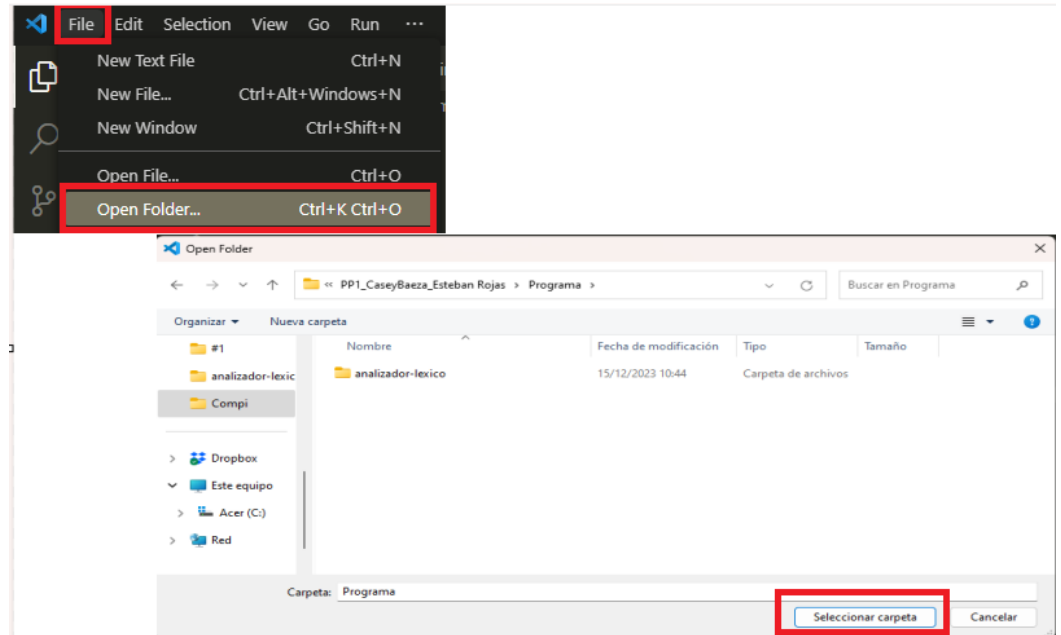 File Edit Selection View Go Run ···
New Text File Ctrl+N
New File... Ctrl+Alt+Windows+N
New Window Ctrl+Shift+N
Open File... Ctrl+O
Open Folder... Ctrl+K Ctrl+O
Open Folder
« PP1_CaseyBaeza_Esteban Rojas > Programa > Buscar en Programa
Organizar Nueva carpeta
Nombre Fecha de modificación Tipo Tamaño
#1
analizador-lexico 15/12/2023 10:44 Carpeta de archivos
analizador-lexic
Compi
Dropbox
Este equipo
Acer (C:)
Red
Carpeta: Programa
Seleccionar carpeta Cancelar